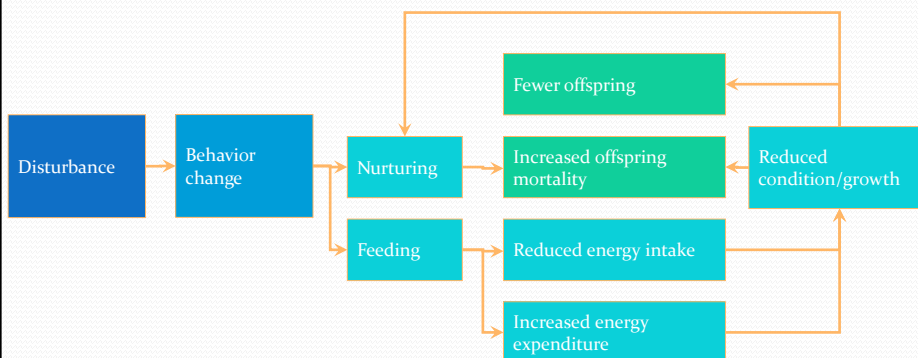 Fewer offspring
Disturbance
Behavior
change
Nurturing
Increased offspring
mortality
Reduced
condition/growth
Feeding
Reduced energy intake
Increased energy
expenditure